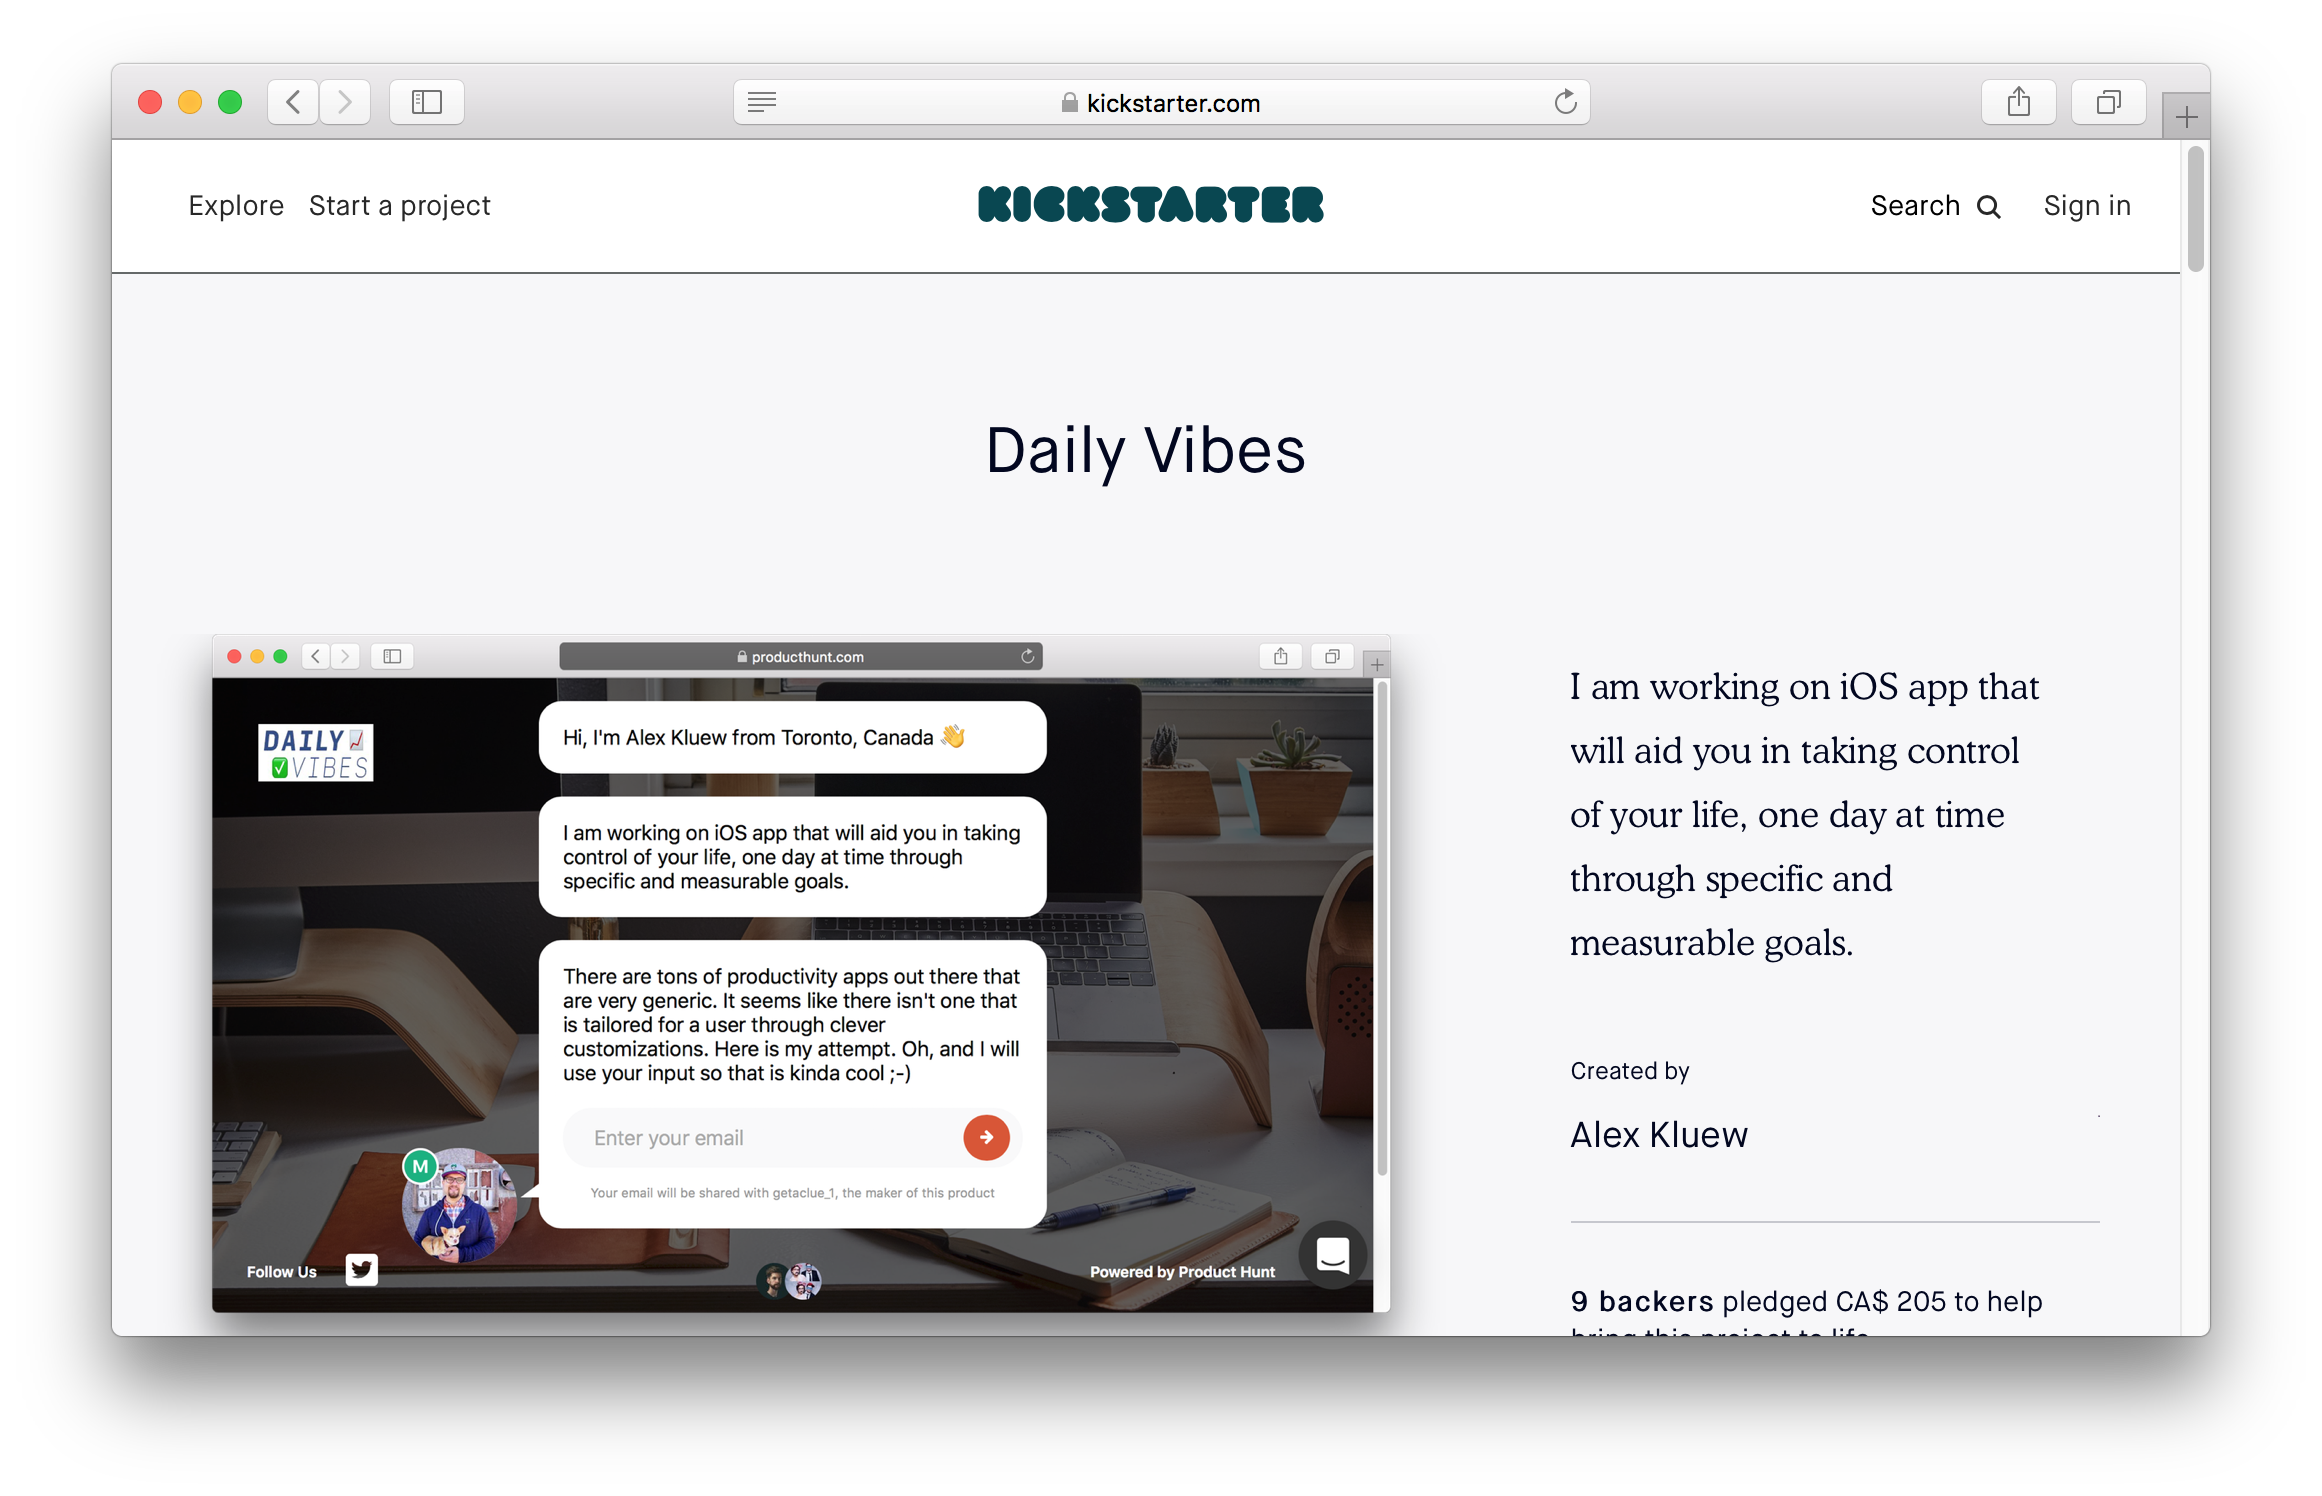 kickstarter.com
Explore Start a project
KICKSTARTER
Search Sign in
Daily Vibes
producthunt.com
DAILY
VIBES
Hi, I'm Alex Kluew from Toronto, Canada 👋
I am working on iOS app that will aid you in taking
control of your life, one day at time through
specific and measurable goals.
There are tons of productivity apps out there that
are very generic. It seems like there isn't one that
is tailored for a user through clever
customizations. Here is my attempt. Oh, and I will
use your input so that is kinda cool ;-)
Enter your email
Your email will be shared with getaclue_1, the maker of this product
M
Follow Us
Powered by Product Hunt
I am working on iOS app that
will aid you in taking control
of your life, one day at time
through specific and
measurable goals.
Created by
Alex Kluew
9 backers pledged CA$ 205 to help
bring this project to life